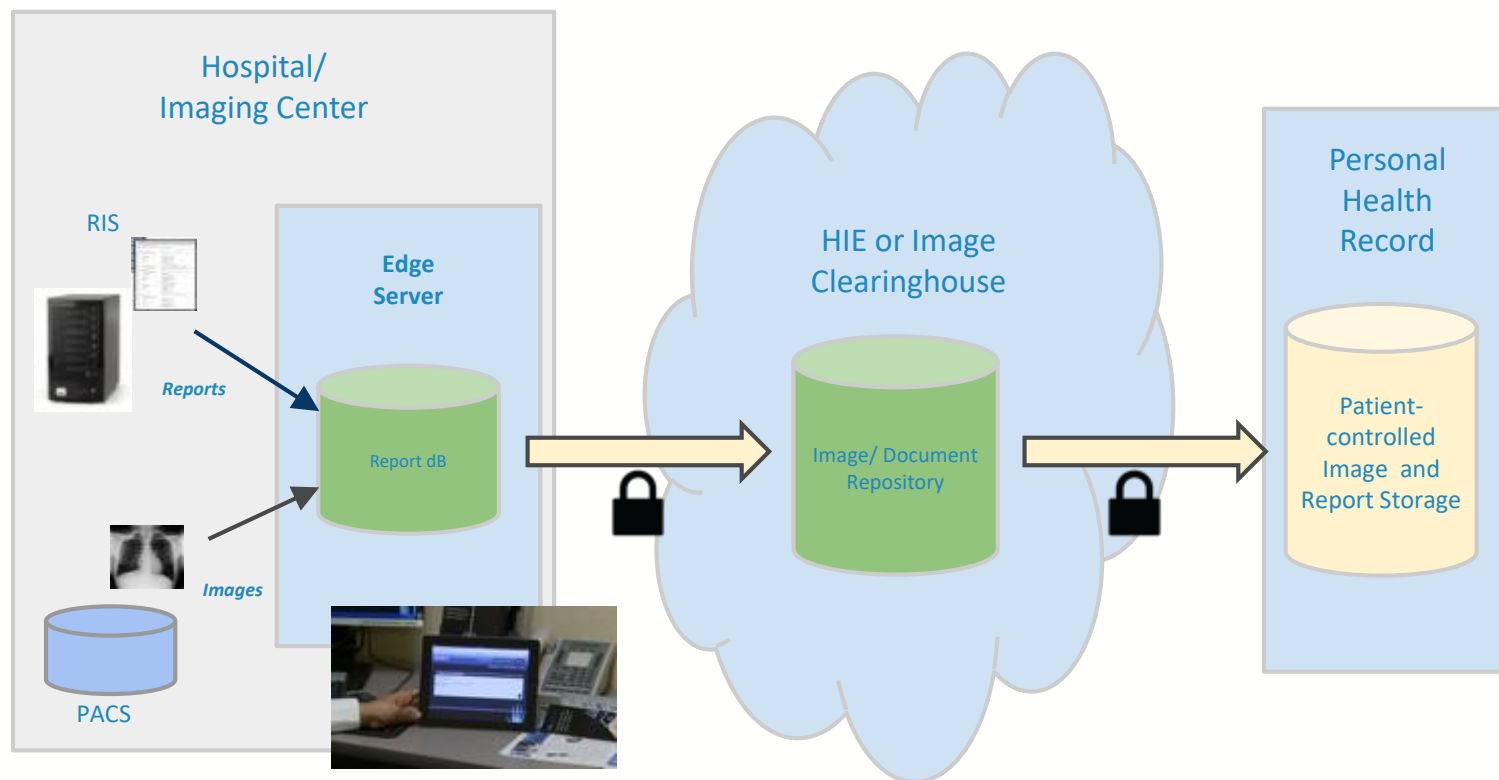 Hospital/
Imaging Center
RIS
Reports
Images
PACS
Edge
Server
Report dB
HIE or Image
Clearinghouse
Image/ Document
Repository
Personal
Health
Record
Patient-
controlled
Image and
Report Storage